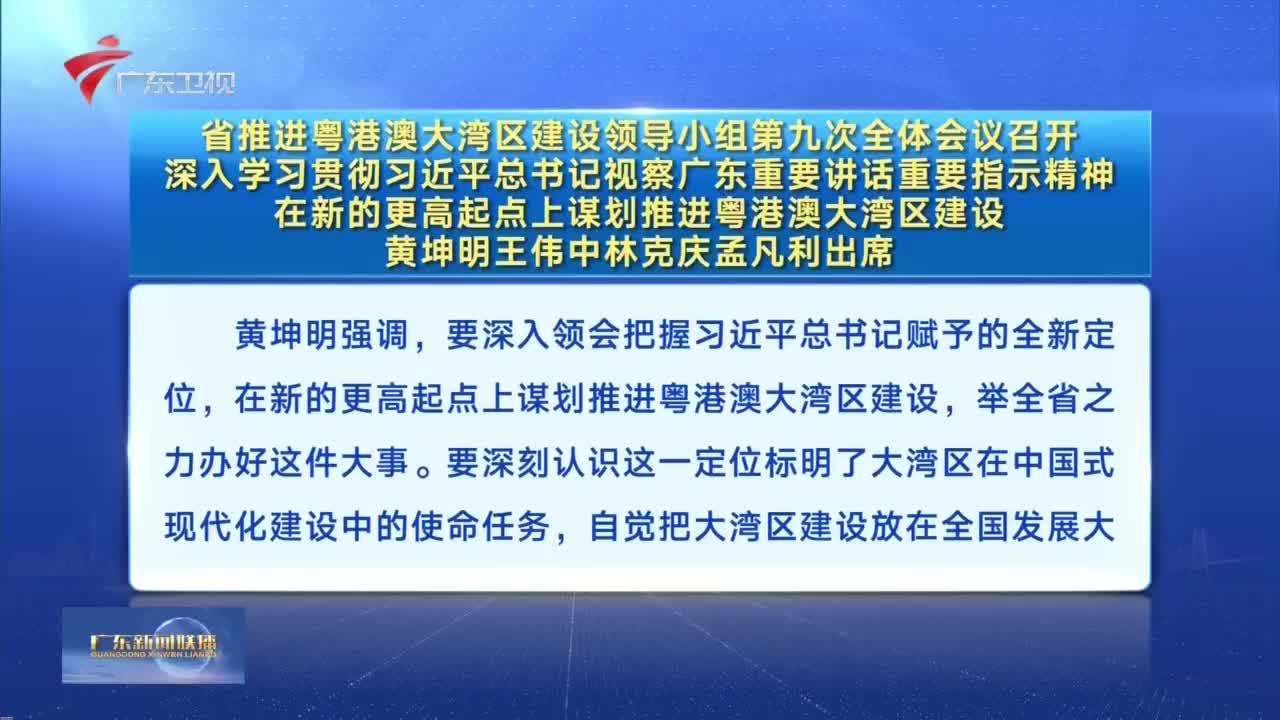 广东卫视
省推进粤港澳大湾区建设领导小组第九次全体会议召开
深入学习贯彻习近平总书记视察广东重要讲话重要指示精神
在新的更高起点上谋划推进粤港澳大湾区建设
黄坤明王伟中林克庆孟凡利出席
黄坤明强调，要深入领会把握习近平总书记赋予的全新定
位，在新的更高起点上谋划推进粤港澳大湾区建设，举全省之
力办好这件大事。要深刻认识这一定位标明了大湾区在中国式
现代化建设中的使命任务，自觉把大湾区建设放在全国发展大
广东新闻联播
GUANGDONG XINWEN LIANBO